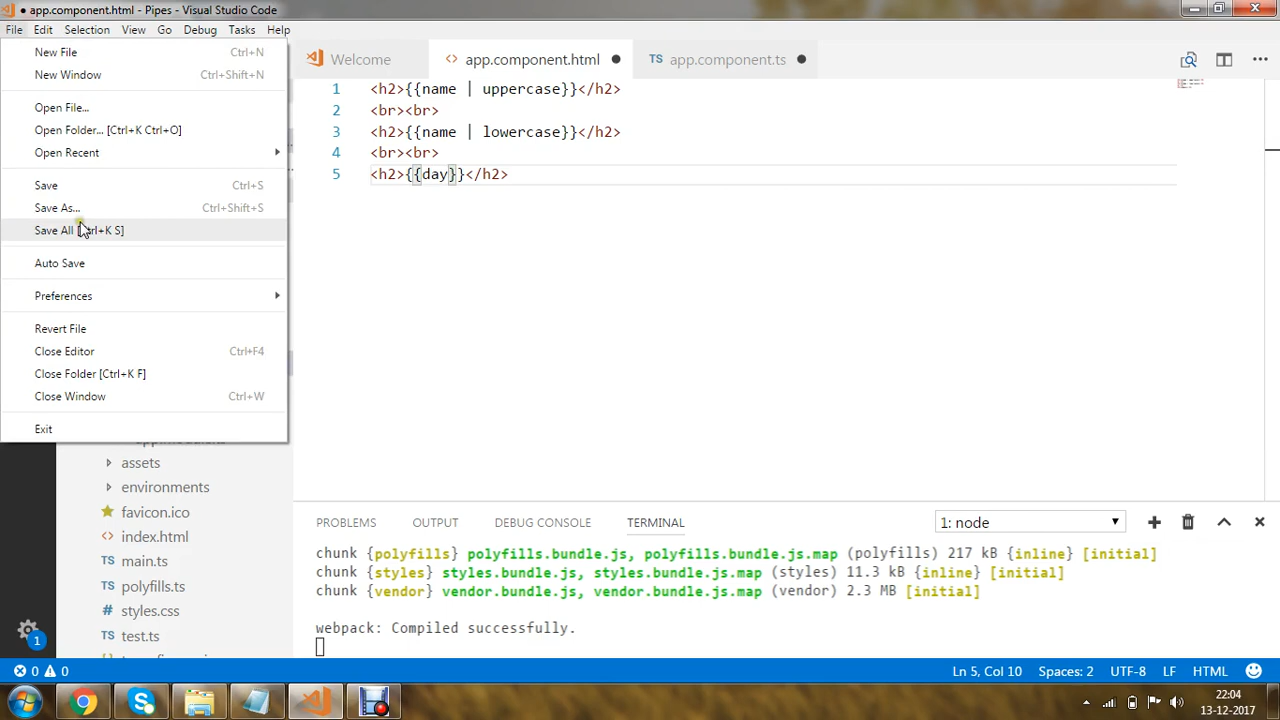 ● app.component.html - Pipes - Visual Studio Code
File Edit Selection View Go Debug Tasks Help
New File Ctrl+N
New Window Ctrl+Shift+N
Open File...
Open Folder... [Ctrl+K Ctrl+O]
Open Recent
Save Ctrl+S
Save As... Ctrl+Shift+S
Save All [Ctrl+K S]
Auto Save
Preferences
Revert File
Close Editor Ctrl+F4
Close Folder [Ctrl+K F]
Close Window Ctrl+W
Exit
assets
environments
favicon.ico
index.html
main.ts
polyfills.ts
styles.css
test.ts
Welcome <> app.component.html ● TS app.component.ts ●
1 <h2>{{name | uppercase}}</h2>
2 <br><br>
3 <h2>{{name | lowercase}}</h2>
4 <br><br>
5 <h2>{{day}}</h2>
PROBLEMS OUTPUT DEBUG CONSOLE TERMINAL 1: node
chunk {polyfills} polyfills.bundle.js, polyfills.bundle.js.map (polyfills) 217 kB {inline} [initial]
chunk {styles} styles.bundle.js, styles.bundle.js.map (styles) 11.3 kB {inline} [initial]
chunk {vendor} vendor.bundle.js, vendor.bundle.js.map (vendor) 2.3 MB [initial]
webpack: Compiled successfully.
1
0 0 Ln 5, Col 10 Spaces: 2 UTF-8 LF HTML
22:04
13-12-2017